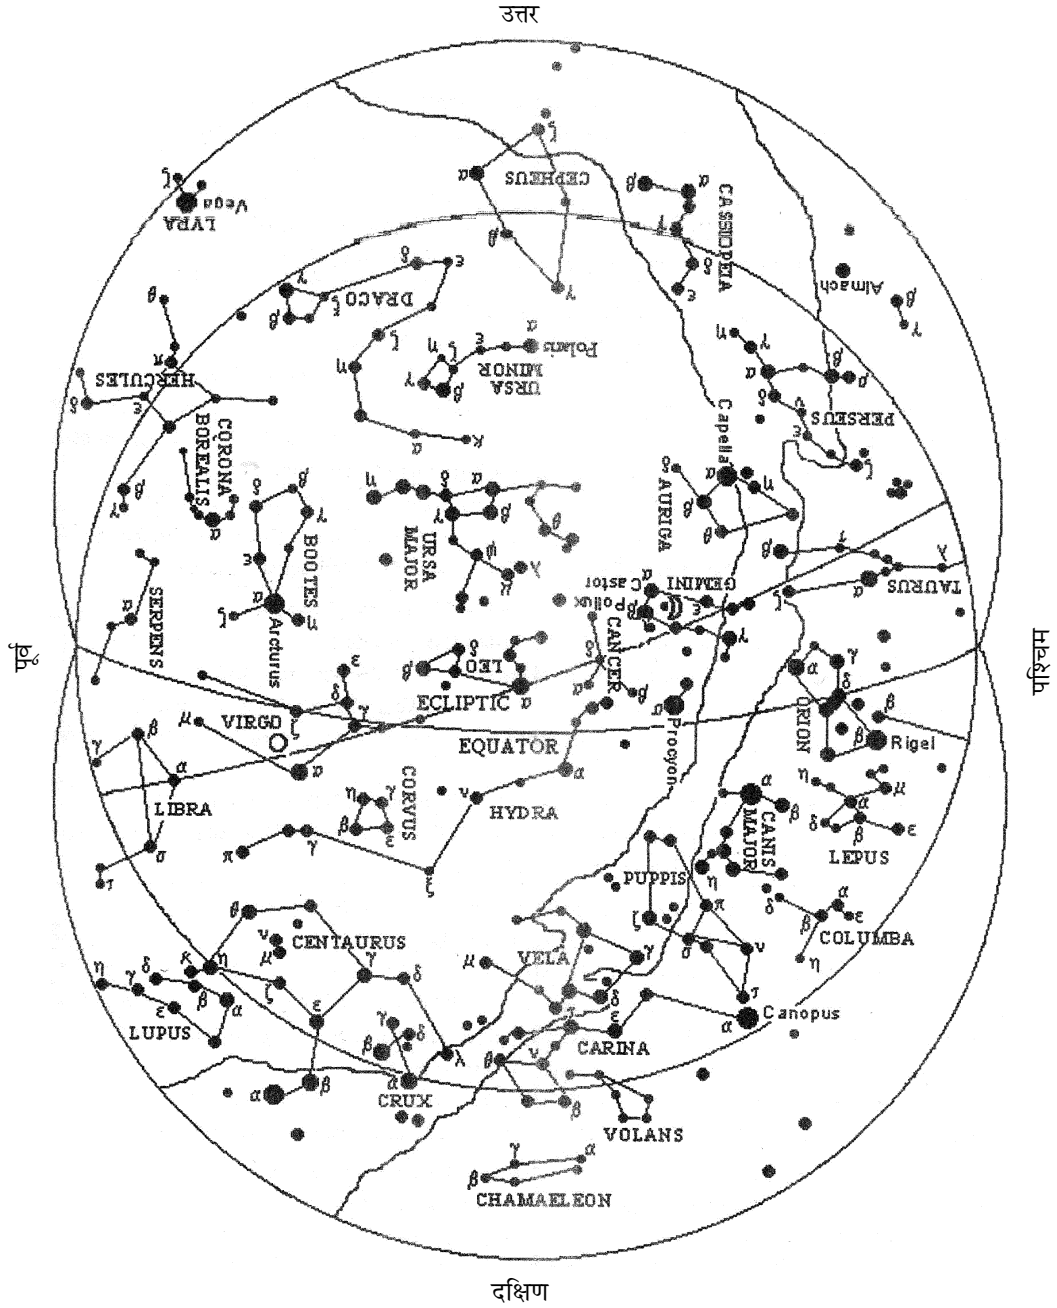 उत्तर
CEPHEUS
CASSIOPEIA
Vega
LYRA
Almach
DRACO
Polaris
URSA
MINOR
HERCULES
PERSEUS
Capella
CORONA
BOREALIS
AURIGA
BOOTES
URSA
MAJOR
Castor
GEMINI
Pollux
TAURUS
SERPENS
Arcturus
CANCER
LEO
पूर्व
पश्चिम
ECLIPTIC
VIRGO
EQUATOR
Procyon
ORION
Rigel
LIBRA
CORVUS
HYDRA
CANIS
MAJOR
LEPUS
PUPPIS
CENTAURUS
VELA
COLUMBA
LUPUS
Canopus
CARINA
CRUX
VOLANS
CHAMAELEON
दक्षिण